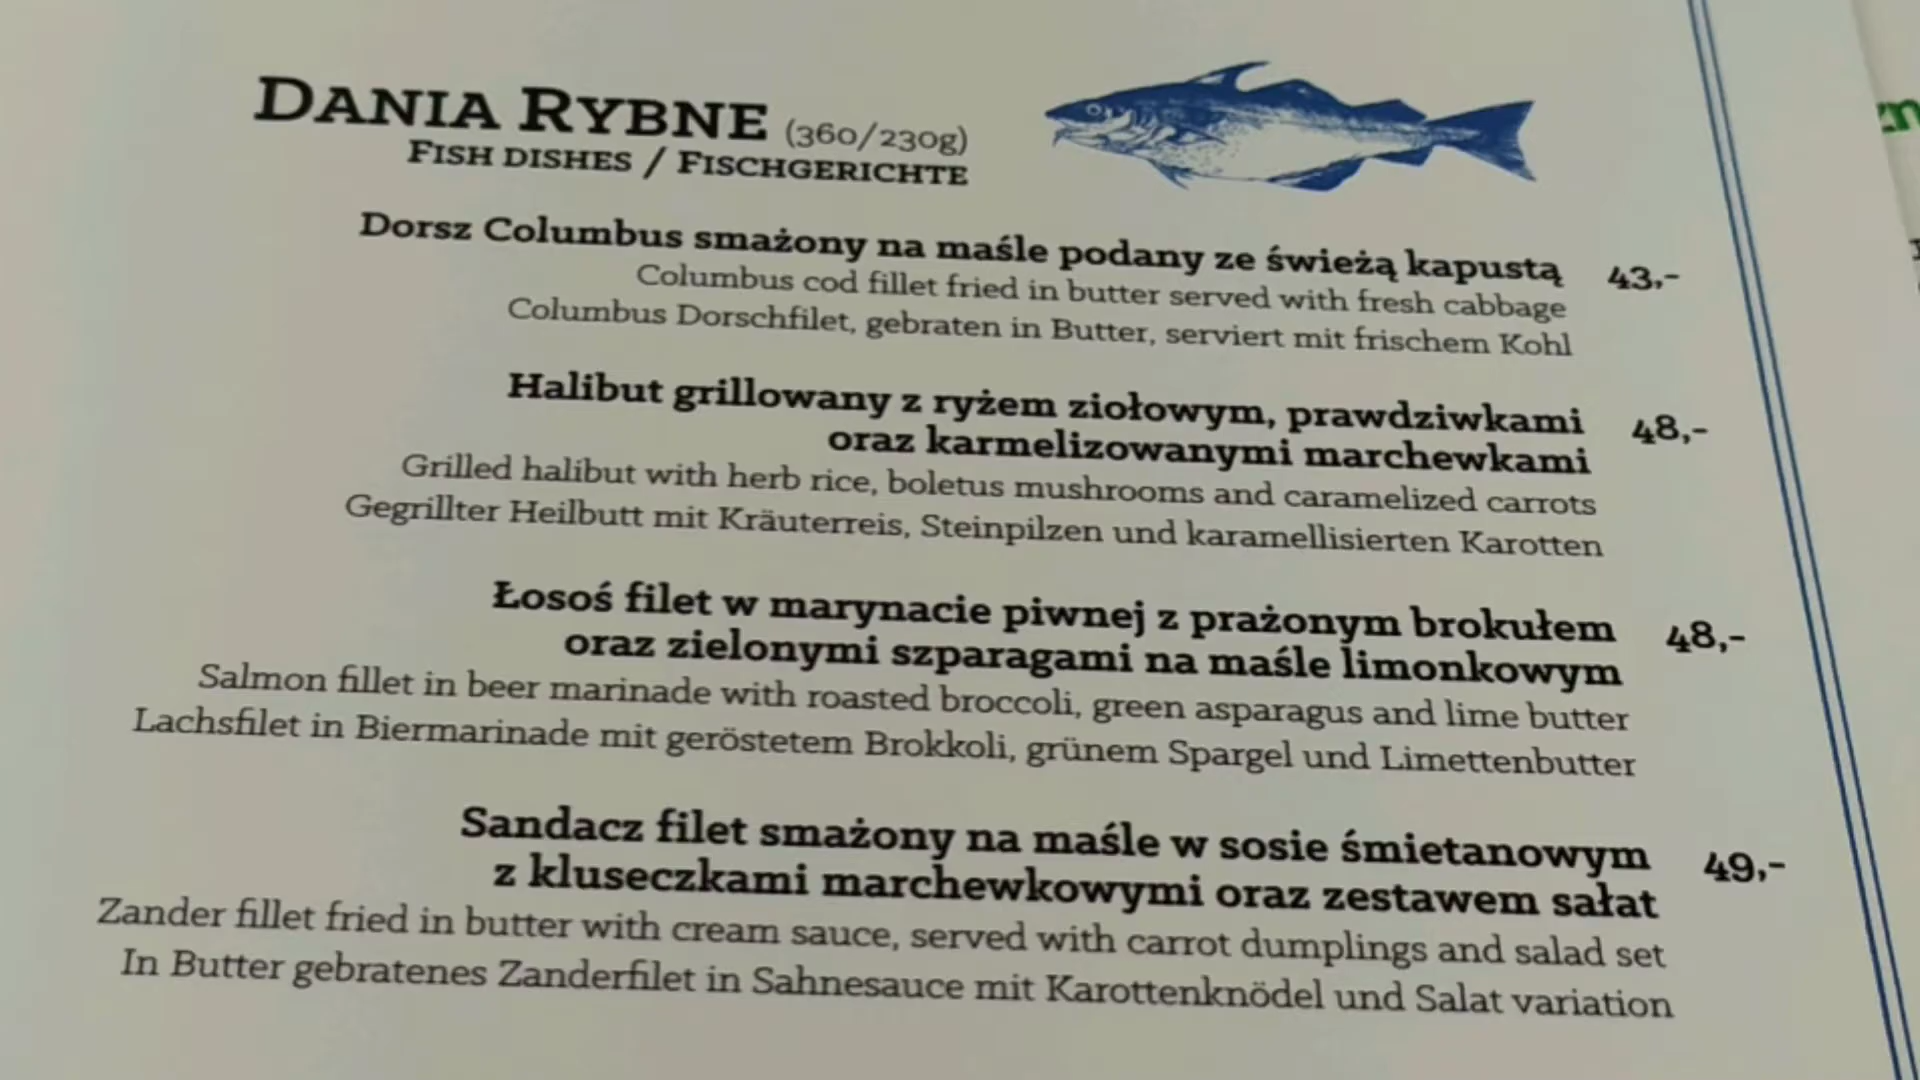 DANIA RYBNE (360/230g)
FISH DISHES / FISCHGERICHTE
Dorsz Columbus smażony na maśle podany ze świeżą kapustą 43,-
Columbus cod fillet fried in butter served with fresh cabbage
Columbus Dorschfilet, gebraten in Butter, serviert mit frischem Kohl
Halibut grillowany z ryżem ziołowym, prawdziwkami 48,-
oraz karmelizowanymi marchewkami
Grilled halibut with herb rice, boletus mushrooms and caramelized carrots
Gegrillter Heilbutt mit Kräuterreis, Steinpilzen und karamellisierten Karotten
Łosoś filet w marynacie piwnej z prażonym brokułem 48,-
oraz zielonymi szparagami na maśle limonkowym
Salmon fillet in beer marinade with roasted broccoli, green asparagus and lime butter
Lachsfilet in Biermarinade mit geröstetem Brokkoli, grünem Spargel und Limettenbutter
Sandacz filet smażony na maśle w sosie śmietanowym 49,-
z kluseczkami marchewkowymi oraz zestawem sałat
Zander fillet fried in butter with cream sauce, served with carrot dumplings and salad set
In Butter gebratenes Zanderfilet in Sahnesauce mit Karottenknödel und Salat variation